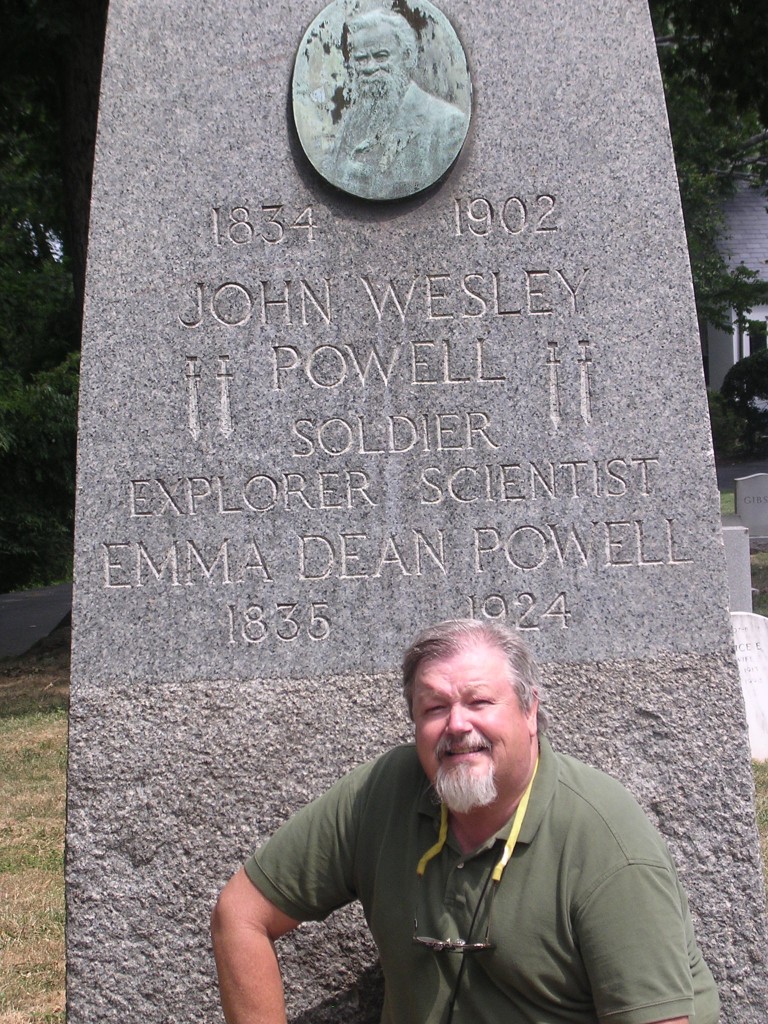 1834 1902
JOHN WESLEY
POWELL
SOLDIER
EXPLORER SCIENTIST
EMMA DEAN POWELL
1835 1924